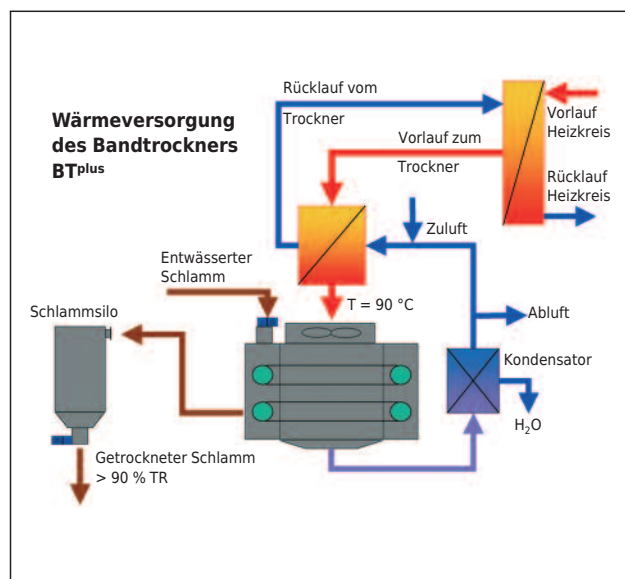 Wärmeversorgung
des Bandtrockners
BTplus
Rücklauf vom
Trockner
Vorlauf zum
Trockner
Vorlauf
Heizkreis
Rücklauf
Heizkreis
Zuluft
Entwässerter
Schlamm
T = 90 °C
Schlammsilo
Abluft
Kondensator
H₂O
Getrockneter Schlamm
> 90 % TR